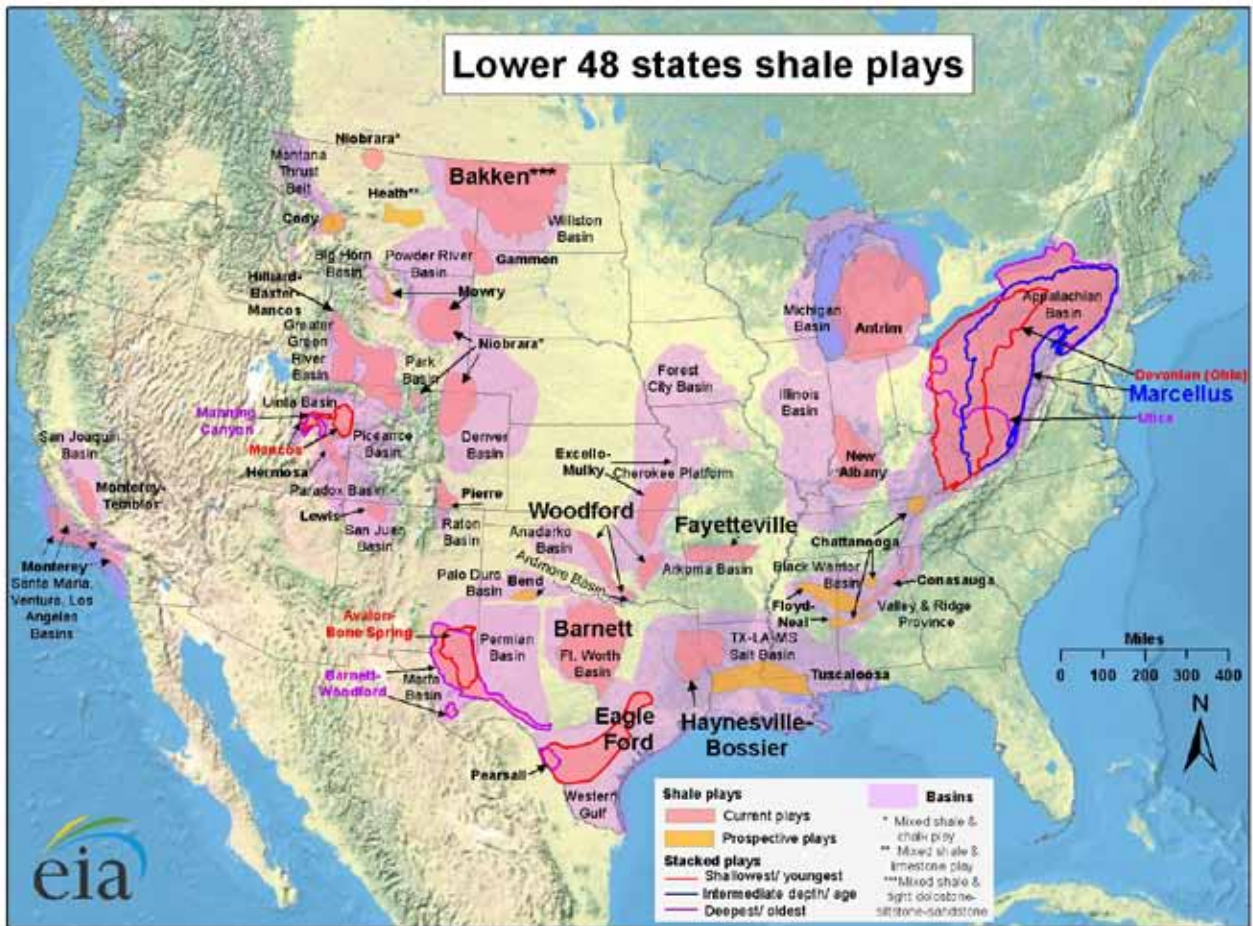 Lower 48 states shale plays
Niobrara*
Montana
Thrust
Belt
Bakken***
Heath**
Cody
Williston
Basin
Big Horn
Basin
Powder River
Basin
Gammon
Hilliard-
Baxter-
Mancos
Mowry
Greater
Green
River
Basin
Michigan
Basin
Antrim
Appalachian
Basin
Niobrara*
Park
Basin
Forest
City Basin
Illinois
Basin
Devonian (Ohio)
Marcellus
Utica
Uinta Basin
Manning
Canyon
San Joaquin
Basin
Mancos
Piceance
Basin
Denver
Basin
Hermosa
Excello-
Mulky
Cherokee Platform
New
Albany
Monterey-
Temblor
Paradox Basin
Pierre
Lewis
San Juan
Basin
Raton
Basin
Woodford
Anadarko
Basin
Fayetteville
Chattanooga
Monterey
Santa Maria,
Ventura, Los
Angeles
Basins
Ardmore Basin
Arkoma Basin
Palo Duro
Basin
Bend
Black Warrior
Basin
Conasauga
Floyd-
Neal
Valley & Ridge
Province
Avalon-
Bone Spring
Permian
Basin
Barnett
Ft. Worth
Basin
TX-LA-MS
Salt Basin
Tuscaloosa
Miles
0 100 200 300 400
N
Barnett-
Woodford
Marfa
Basin
Eagle
Ford
Haynesville-
Bossier
Pearsall
Western
Gulf
Shale plays
Current plays
Prospective plays
Stacked plays
Shallowest/ youngest
Intermediate depth/ age
Deepest/ oldest
Basins
* Mixed shale &
chalk play
** Mixed shale &
limestone play
***Mixed shale &
tight dolostone-
siltstone-sandstone
eia